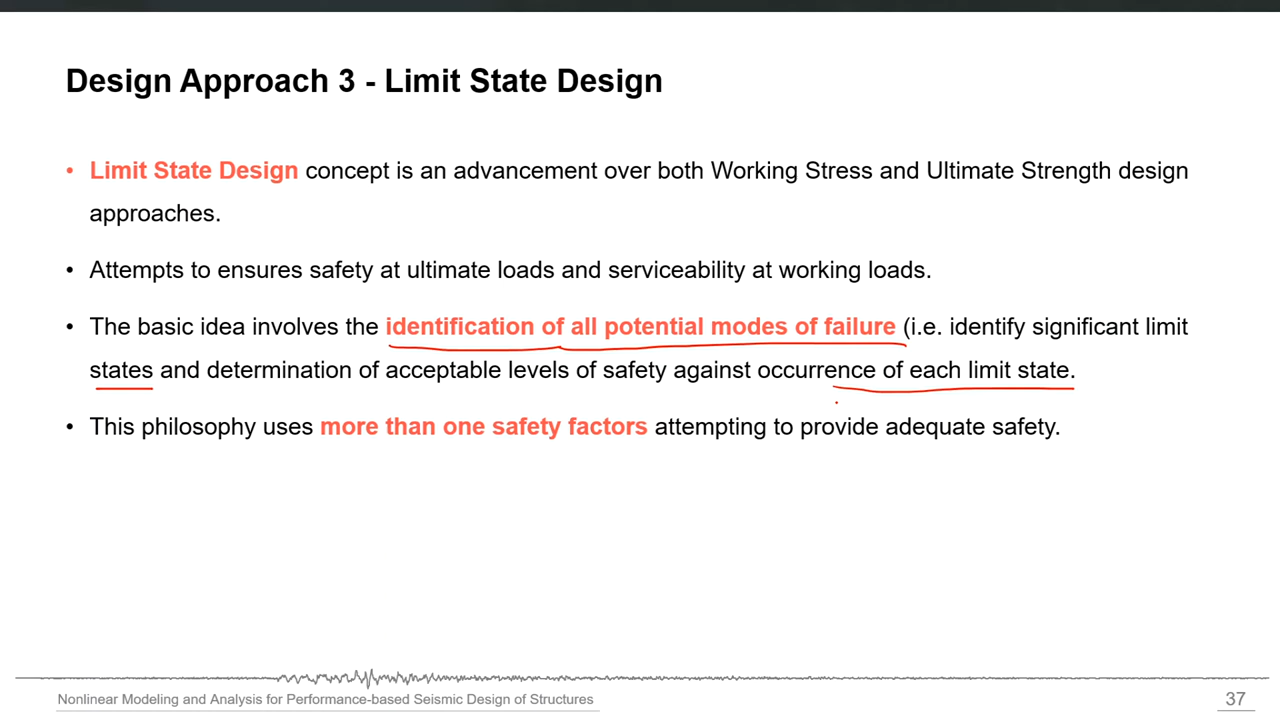 Design Approach 3 - Limit State Design
• Limit State Design concept is an advancement over both Working Stress and Ultimate Strength design
approaches.
• Attempts to ensures safety at ultimate loads and serviceability at working loads.
• The basic idea involves the identification of all potential modes of failure (i.e. identify significant limit
states and determination of acceptable levels of safety against occurrence of each limit state.
• This philosophy uses more than one safety factors attempting to provide adequate safety.
Nonlinear Modeling and Analysis for Performance-based Seismic Design of Structures
37